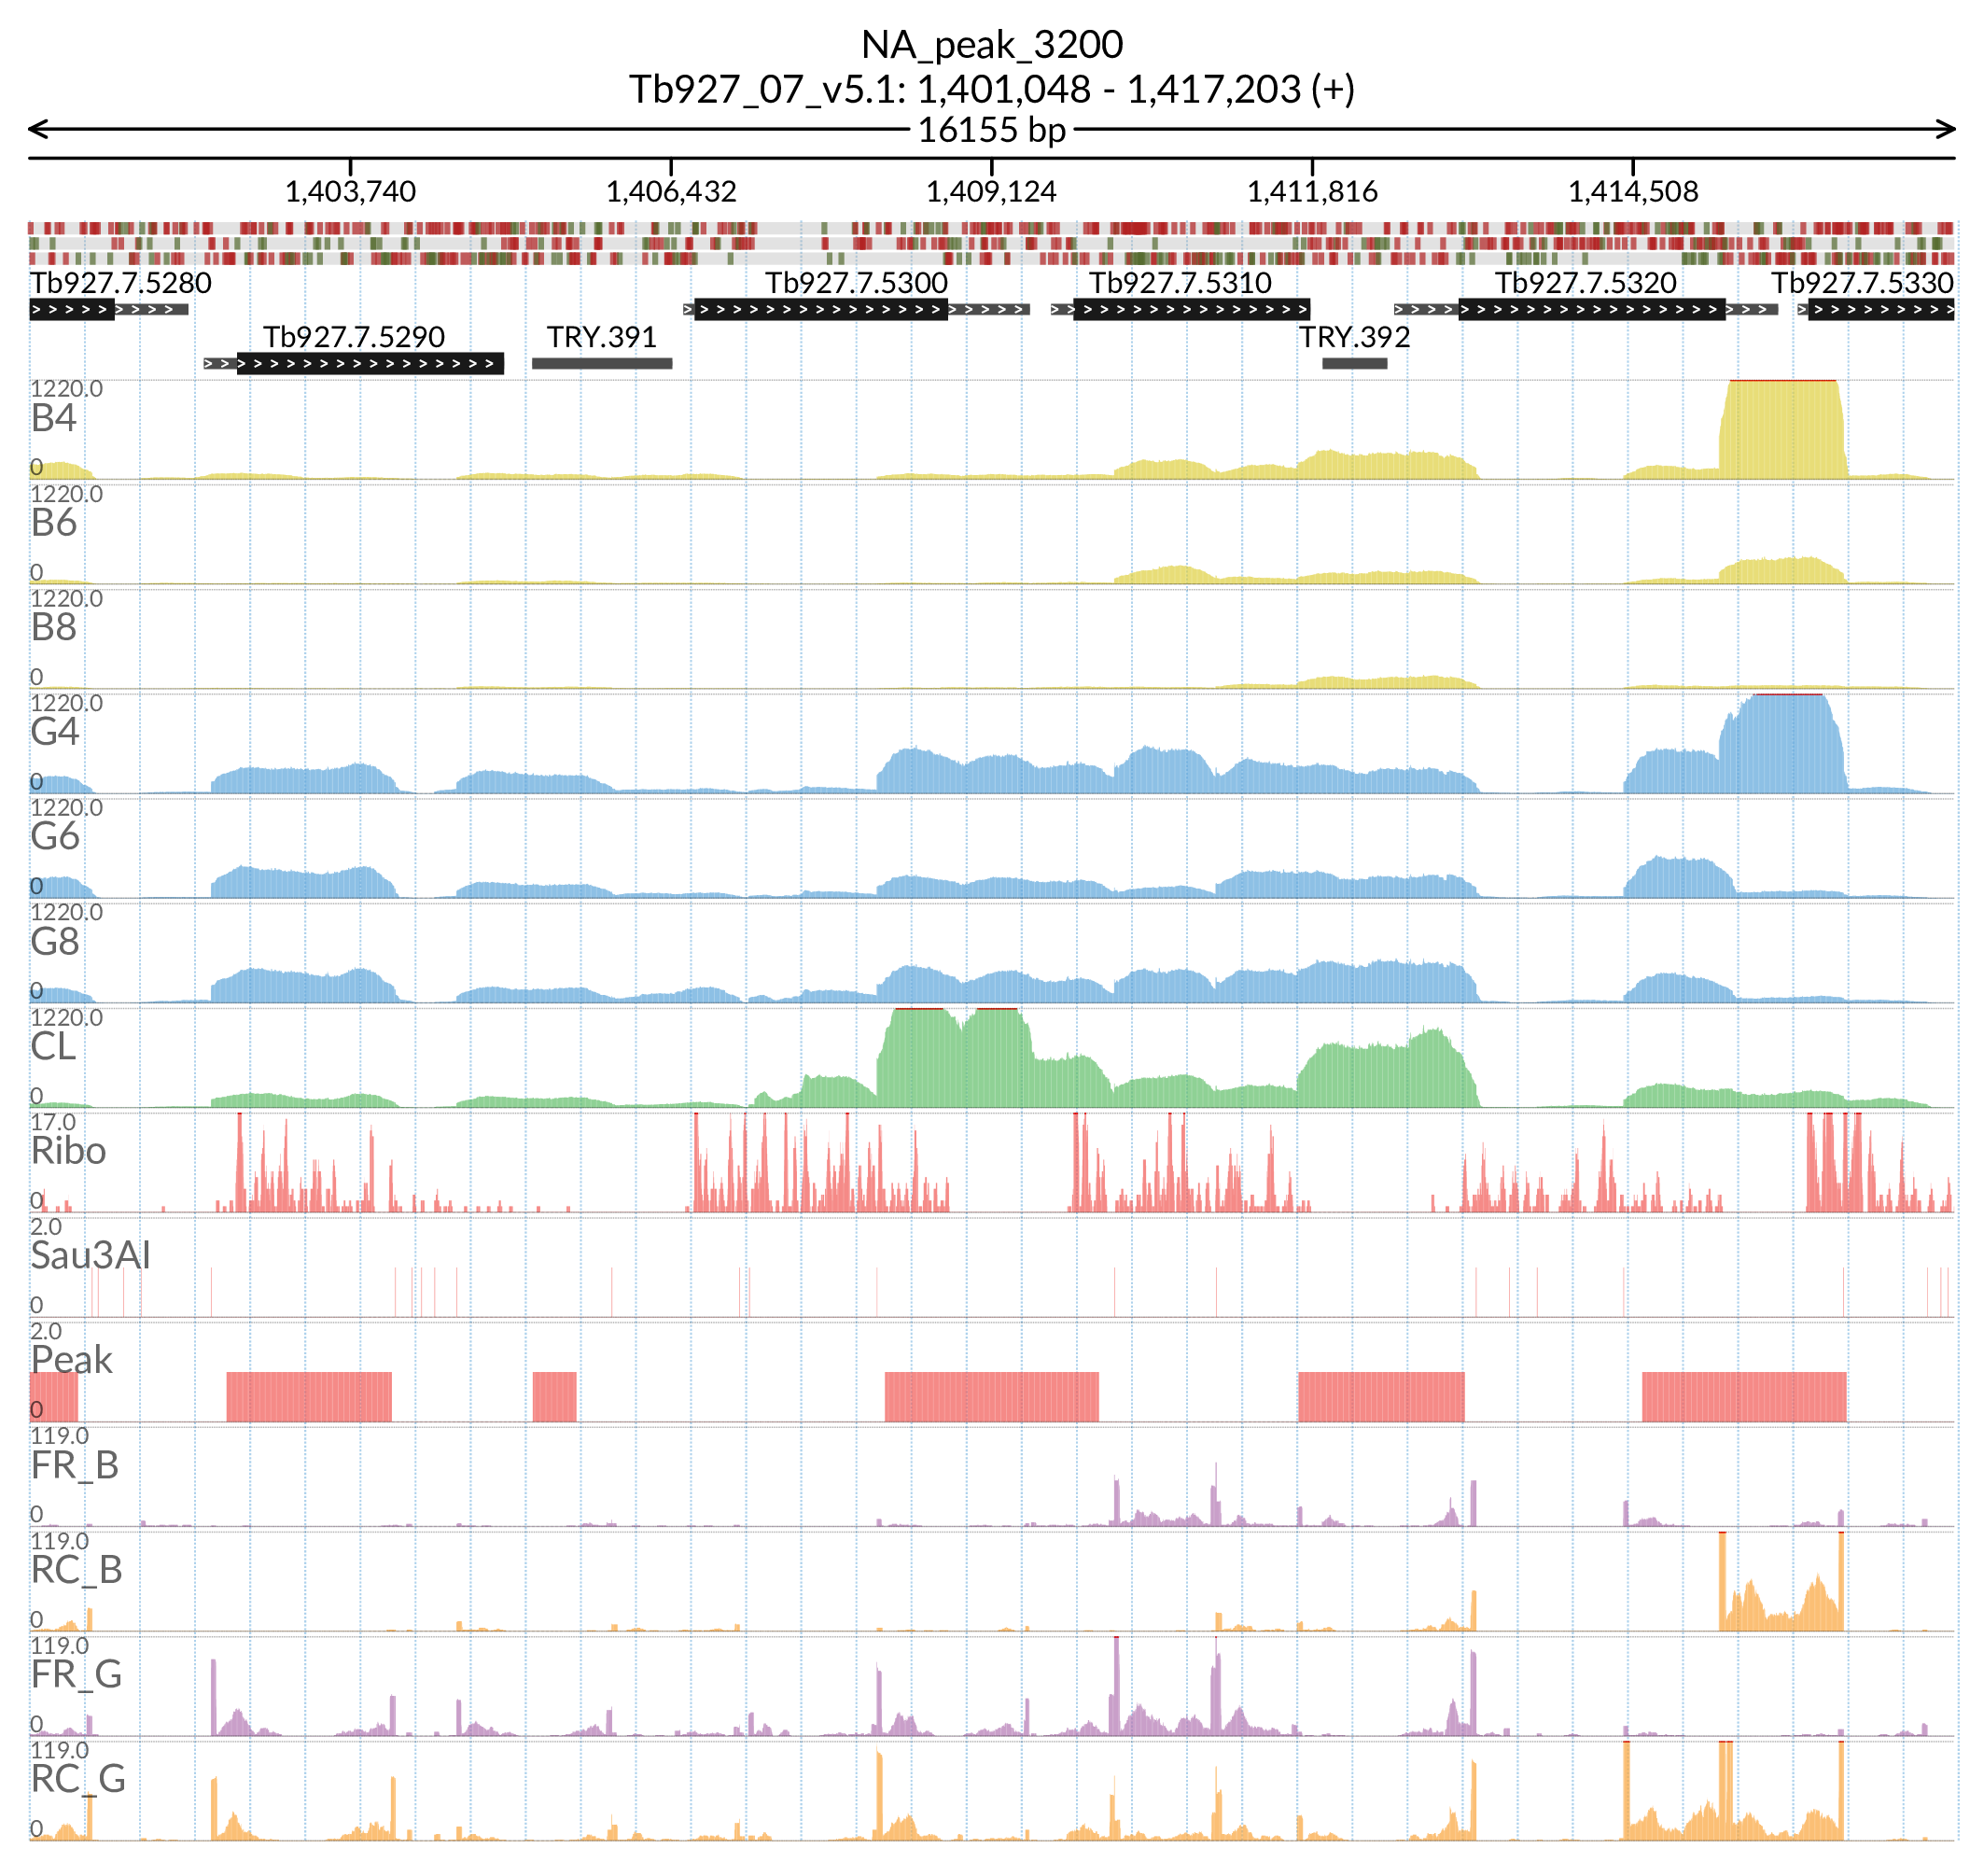 NA_peak_3200
Tb927_07_v5.1: 1,401,048 - 1,417,203 (+)
16155 bp
1,403,740 1,406,432 1,409,124 1,411,816 1,414,508
Tb927.7.5280 Tb927.7.5300 Tb927.7.5310 Tb927.7.5320 Tb927.7.5330
Tb927.7.5290 TRY.391 TRY.392
1220.0
B4
0
1220.0
B6
0
1220.0
B8
0
1220.0
G4
0
1220.0
G6
0
1220.0
G8
0
1220.0
CL
0
17.0
Ribo
0
2.0
Sau3AI
0
2.0
Peak
0
119.0
FR_B
0
119.0
RC_B
0
119.0
FR_G
0
119.0
RC_G
0